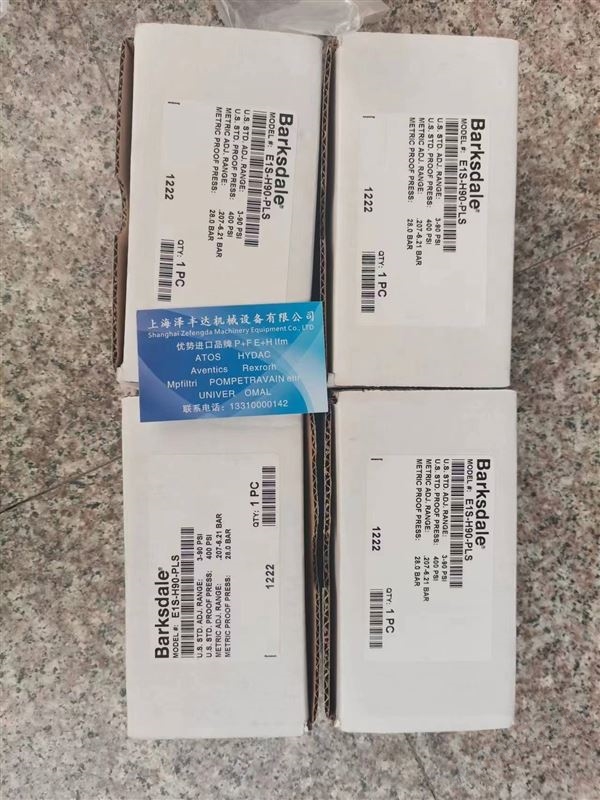 Barksdale®
MODEL #: E1S-H90-PLS
U.S. STD. ADJ. RANGE: 3-90 PSI
U.S. STD. PROOF PRESS: 400 PSI
METRIC ADJ. RANGE: .207-6.21 BAR
METRIC PROOF PRESS: 28.0 BAR
1222
QTY: 1 PC
Barksdale®
MODEL #: E1S-H90-PLS
U.S. STD. ADJ. RANGE: 3-90 PSI
U.S. STD. PROOF PRESS: 400 PSI
METRIC ADJ. RANGE: .207-6.21 BAR
METRIC PROOF PRESS: 28.0 BAR
1222
QTY: 1 PC
上海泽丰达机械设备有限公司
Shanghai Zefengda Machinery Equipment Co., LTD
优势进口品牌 P+F E+H Ifm
ATOS HYDAC
Aventics Rexrorh
Mpfiltri POMPETRAVAIN etr
UNIVER OMAL
联系电话: 13310000142
Barksdale®
MODEL #: E1S-H90-PLS
U.S. STD. ADJ. RANGE: 3-90 PSI
U.S. STD. PROOF PRESS: 400 PSI
METRIC ADJ. RANGE: .207-6.21 BAR
METRIC PROOF PRESS: 28.0 BAR
1222
QTY: 1 PC
Barksdale®
MODEL #: E1S-H90-PLS
U.S. STD. ADJ. RANGE: 3-90 PSI
U.S. STD. PROOF PRESS: 400 PSI
METRIC ADJ. RANGE: .207-6.21 BAR
METRIC PROOF PRESS: 28.0 BAR
1222
QTY: 1 PC